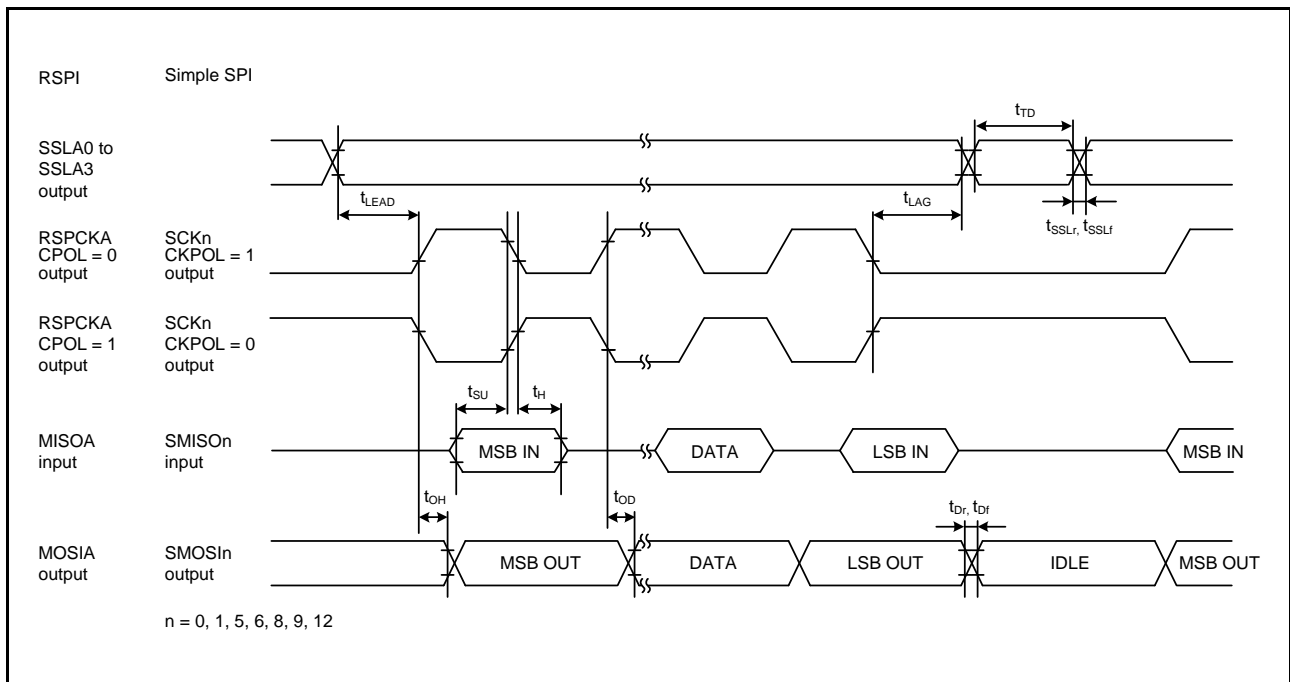 RSPI Simple SPI
tTD
SSLA0 to
SSLA3
output
tLEAD
tLAG
tSSLr, tSSLf
RSPCKA SCKn
CPOL = 0 CKPOL = 1
output output
RSPCKA SCKn
CPOL = 1 CKPOL = 0
output output
tSU tH
MISOA SMISOn
input input
MSB IN DATA LSB IN MSB IN
tOH tOD tDr, tDf
MOSIA SMOSIn
output output
MSB OUT DATA LSB OUT IDLE MSB OUT
n = 0, 1, 5, 6, 8, 9, 12